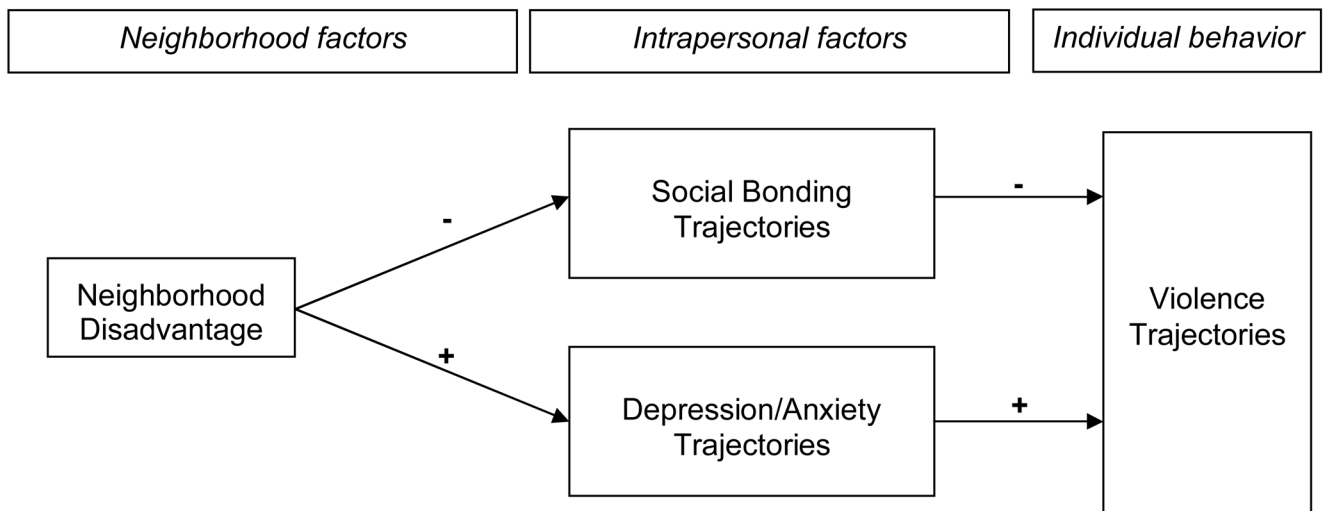 Neighborhood factors
Intrapersonal factors
Individual behavior
Neighborhood
Disadvantage
-
+
Social Bonding
Trajectories
Depression/Anxiety
Trajectories
-
+
Violence
Trajectories